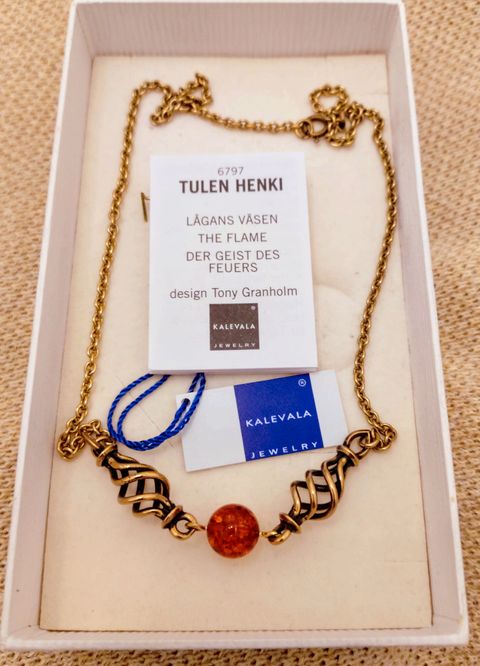 6797
TULEN HENKI
LÅGANS VÄSEN
THE FLAME
DER GEIST DES
FEUERS
design Tony Granholm
®
KALEVALA
JEWELRY
®
KALEVALA
JEWELRY